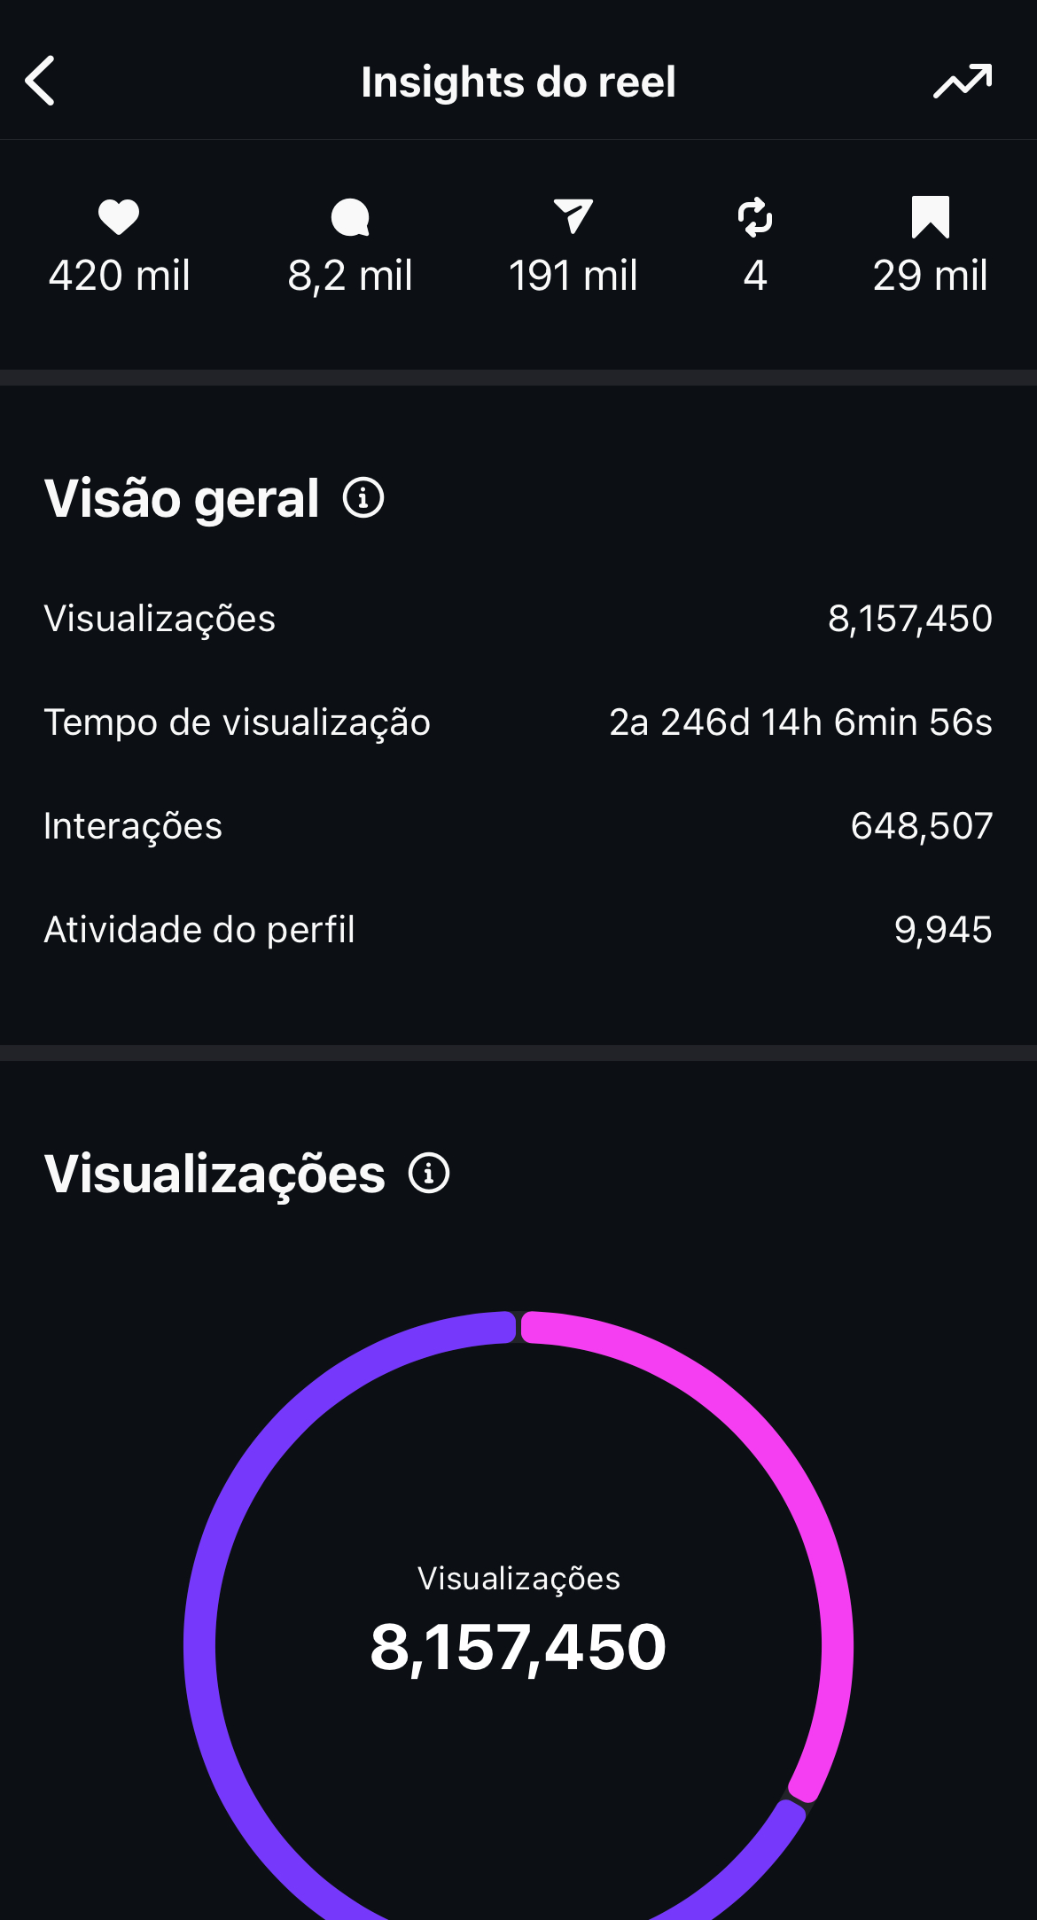 Insights do reel
420 mil 8,2 mil 191 mil 4 29 mil
Visão geral
Visualizações 8,157,450
Tempo de visualização 2a 246d 14h 6min 56s
Interações 648,507
Atividade do perfil 9,945
Visualizações
Visualizações
8,157,450